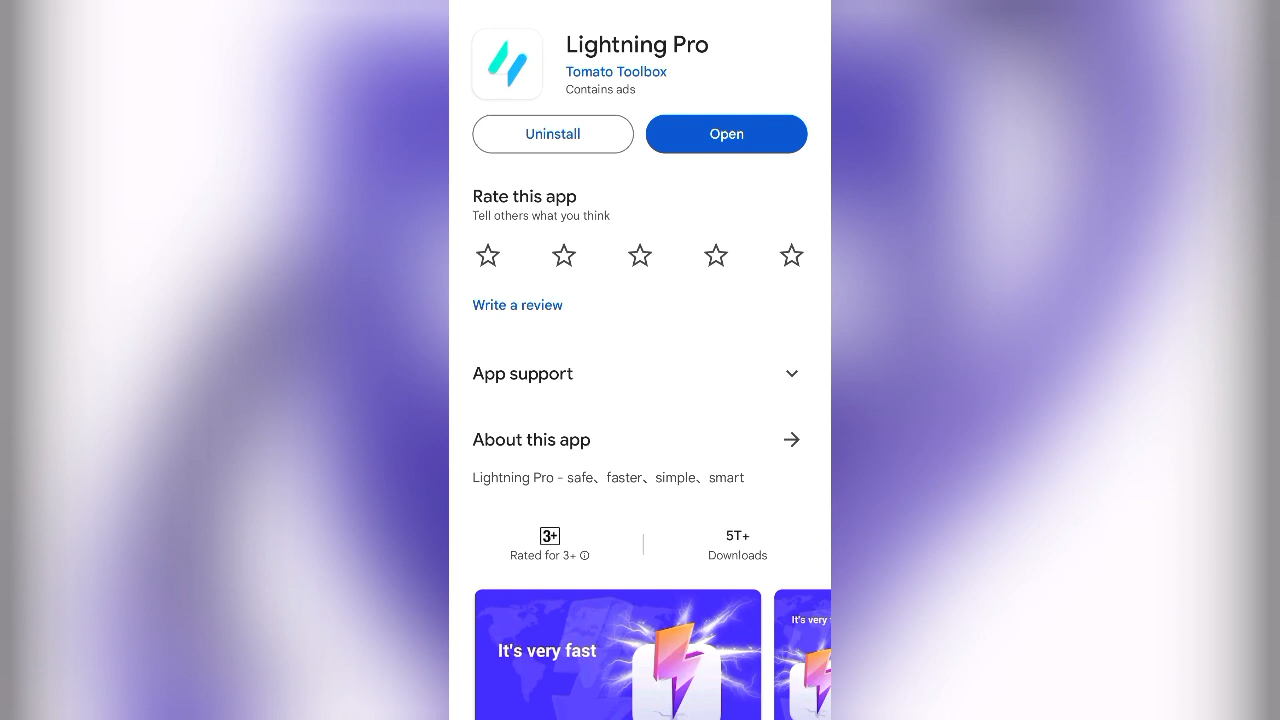 Lightning Pro
Tomato Toolbox
Contains ads
Uninstall
Open
Rate this app
Tell others what you think
Write a review
App support
About this app
Lightning Pro - safe、faster、simple、smart
3+
Rated for 3+
5T+
Downloads
It's very fast
It's very